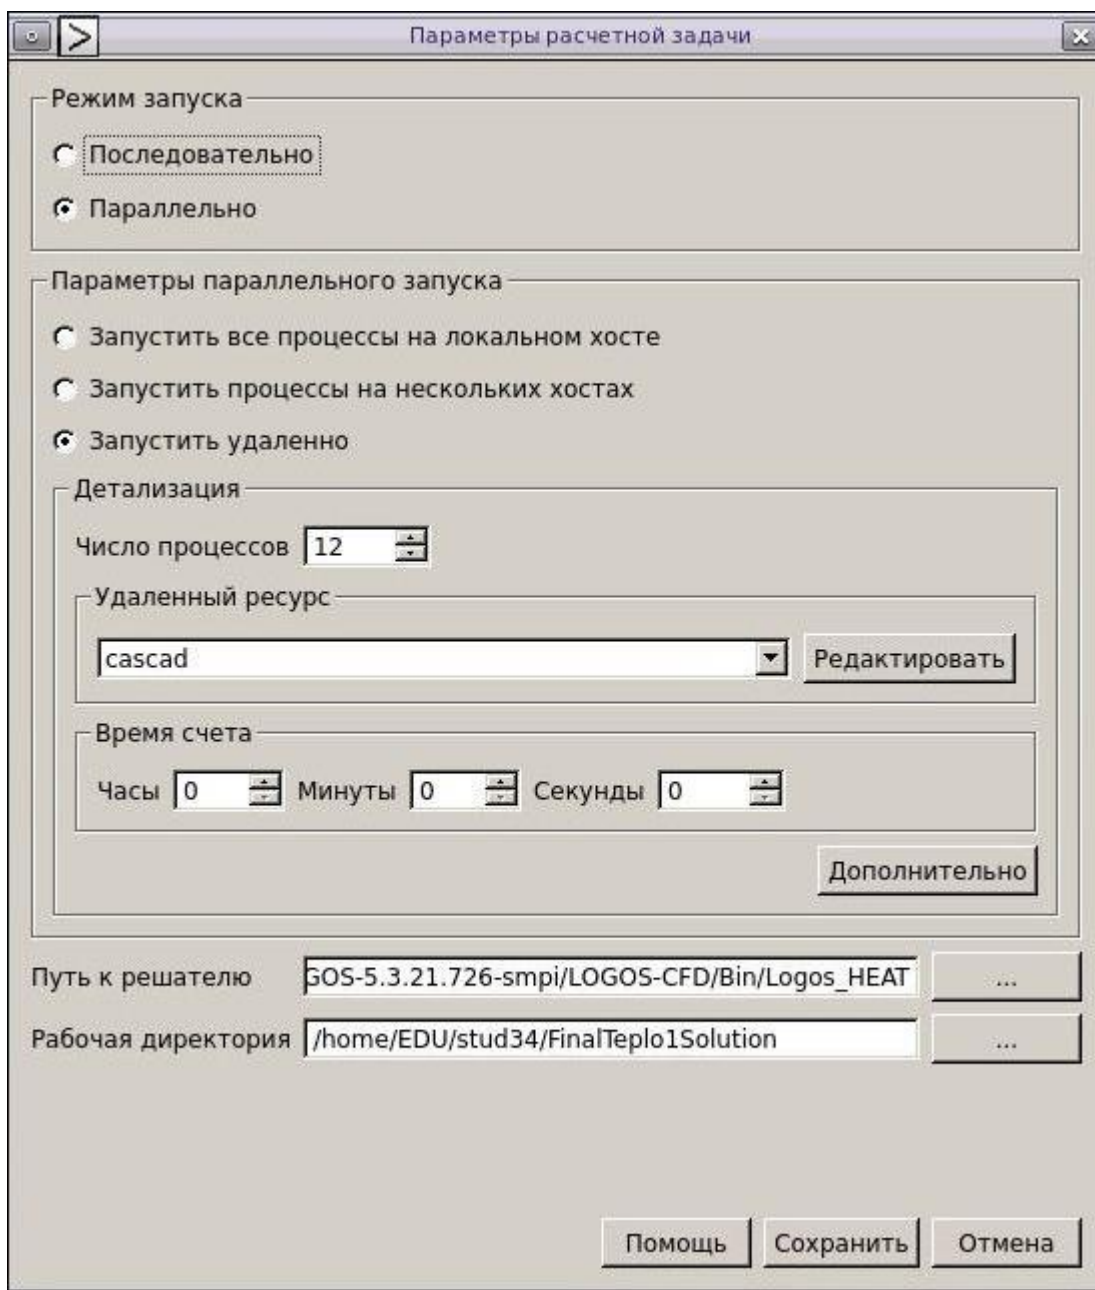 Параметры расчетной задачи
Режим запуска
Последовательно
Параллельно
Параметры параллельного запуска
Запустить все процессы на локальном хосте
Запустить процессы на нескольких хостах
Запустить удаленно
Детализация
Число процессов 12
Удаленный ресурс
cascad Редактировать
Время счета
Часы 0 Минуты 0 Секунды 0
Дополнительно
Путь к решателю GOS-5.3.21.726-smpi/LOGOS-CFD/Bin/Logos_HEAT ...
Рабочая директория /home/EDU/stud34/FinalTeplo1Solution ...
Помощь Сохранить Отмена